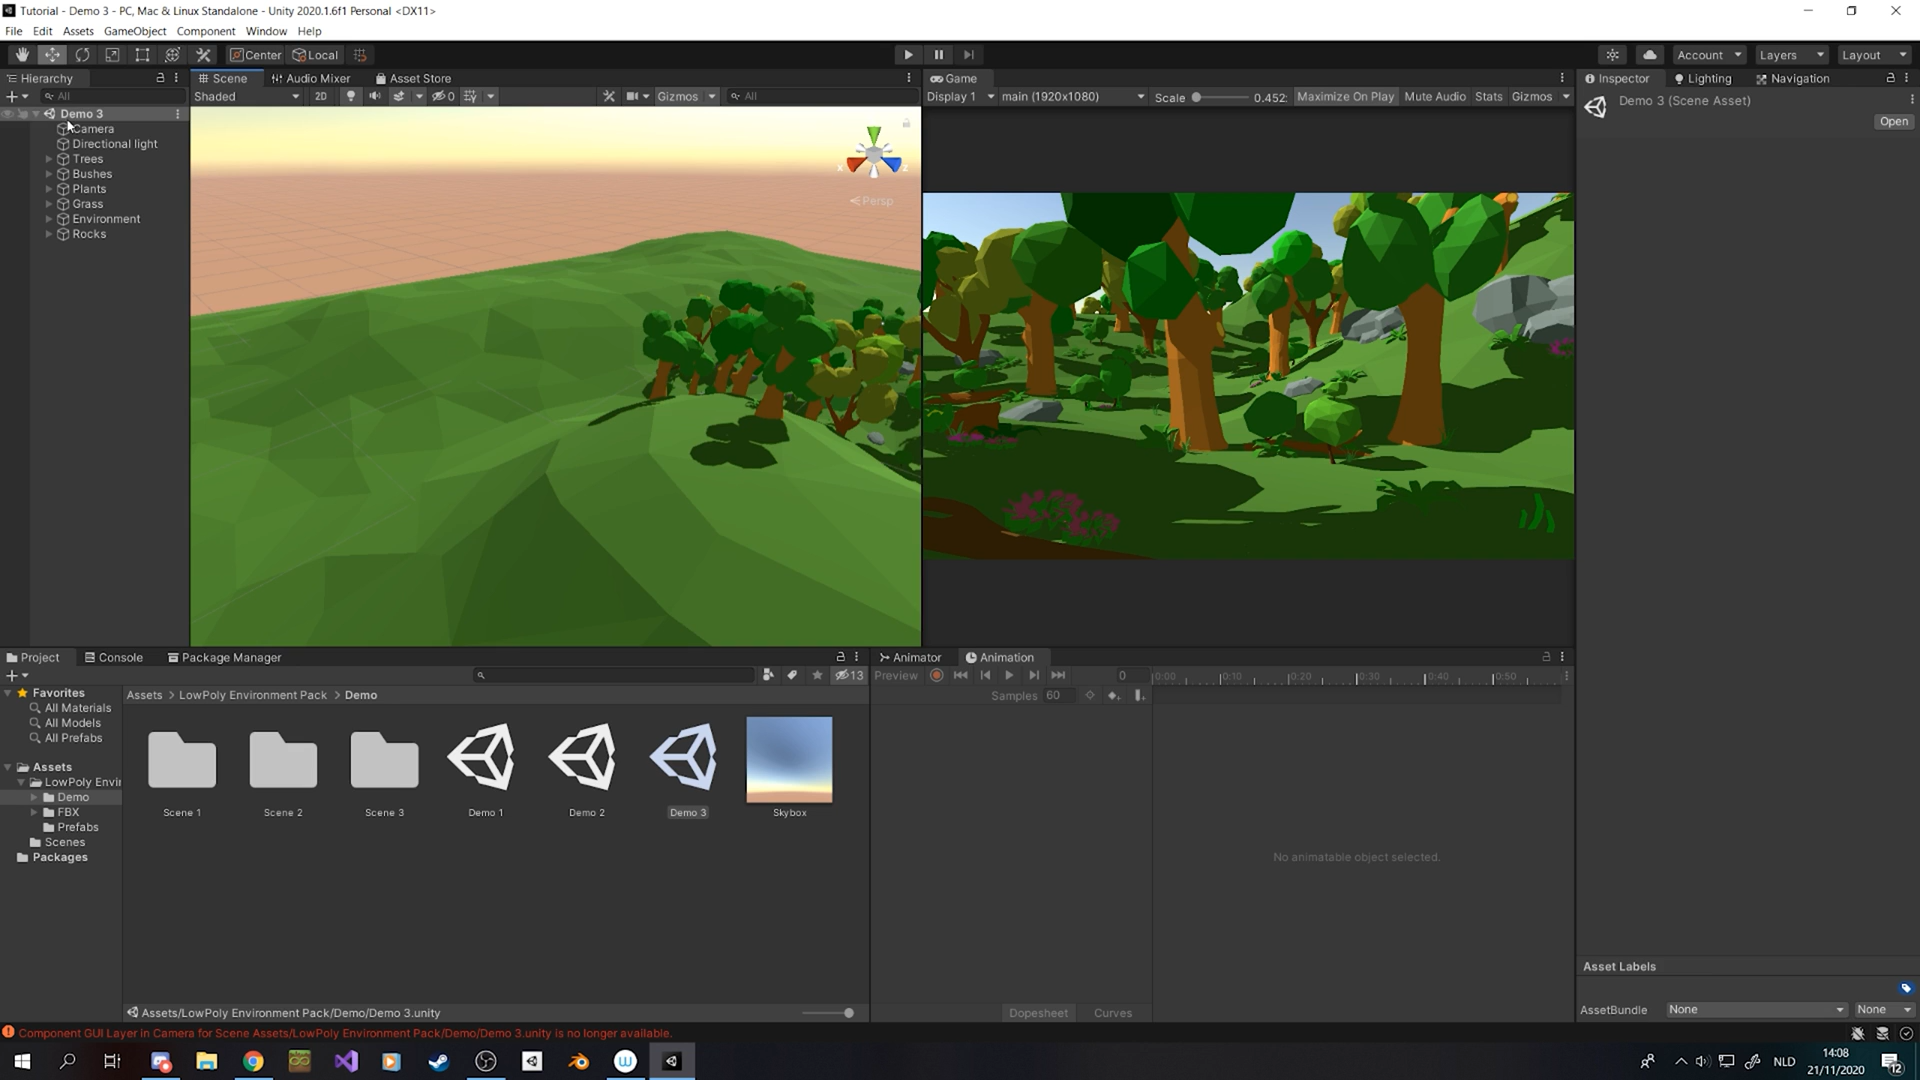 Tutorial - Demo 3 - PC, Mac & Linux Standalone - Unity 2020.1.6f1 Personal <DX11>
File Edit Assets GameObject Component Window Help
Center Local Account Layers Layout
Hierarchy Scene Audio Mixer Asset Store Game Inspector Lighting Navigation
All Shaded 2D 0 Gizmos All Display 1 main (1920x1080) Scale 0.452: Maximize On Play Mute Audio Stats Gizmos
Demo 3 (Scene Asset)
Open
Demo 3
Camera
Directional light
Trees
Bushes
Plants
Grass
Environment
Rocks
Persp
Project Console Package Manager Animator Animation
13 Preview 0 0:00 0:10 0:20 0:30 0:40 0:50
Samples 60
Favorites
All Materials
All Models
All Prefabs
Assets
LowPoly Envir
Demo
FBX
Prefabs
Scenes
Packages
Assets > LowPoly Environment Pack > Demo
Scene 1 Scene 2 Scene 3 Demo 1 Demo 2 Demo 3 Skybox
No animatable object selected.
Asset Labels
AssetBundle None None
Assets/LowPoly Environment Pack/Demo/Demo 3.unity
Dopesheet Curves
Component GUI Layer in Camera for Scene Assets/LowPoly Environment Pack/Demo/Demo 3.unity is no longer available.
NLD
14:08
21/11/2020
12